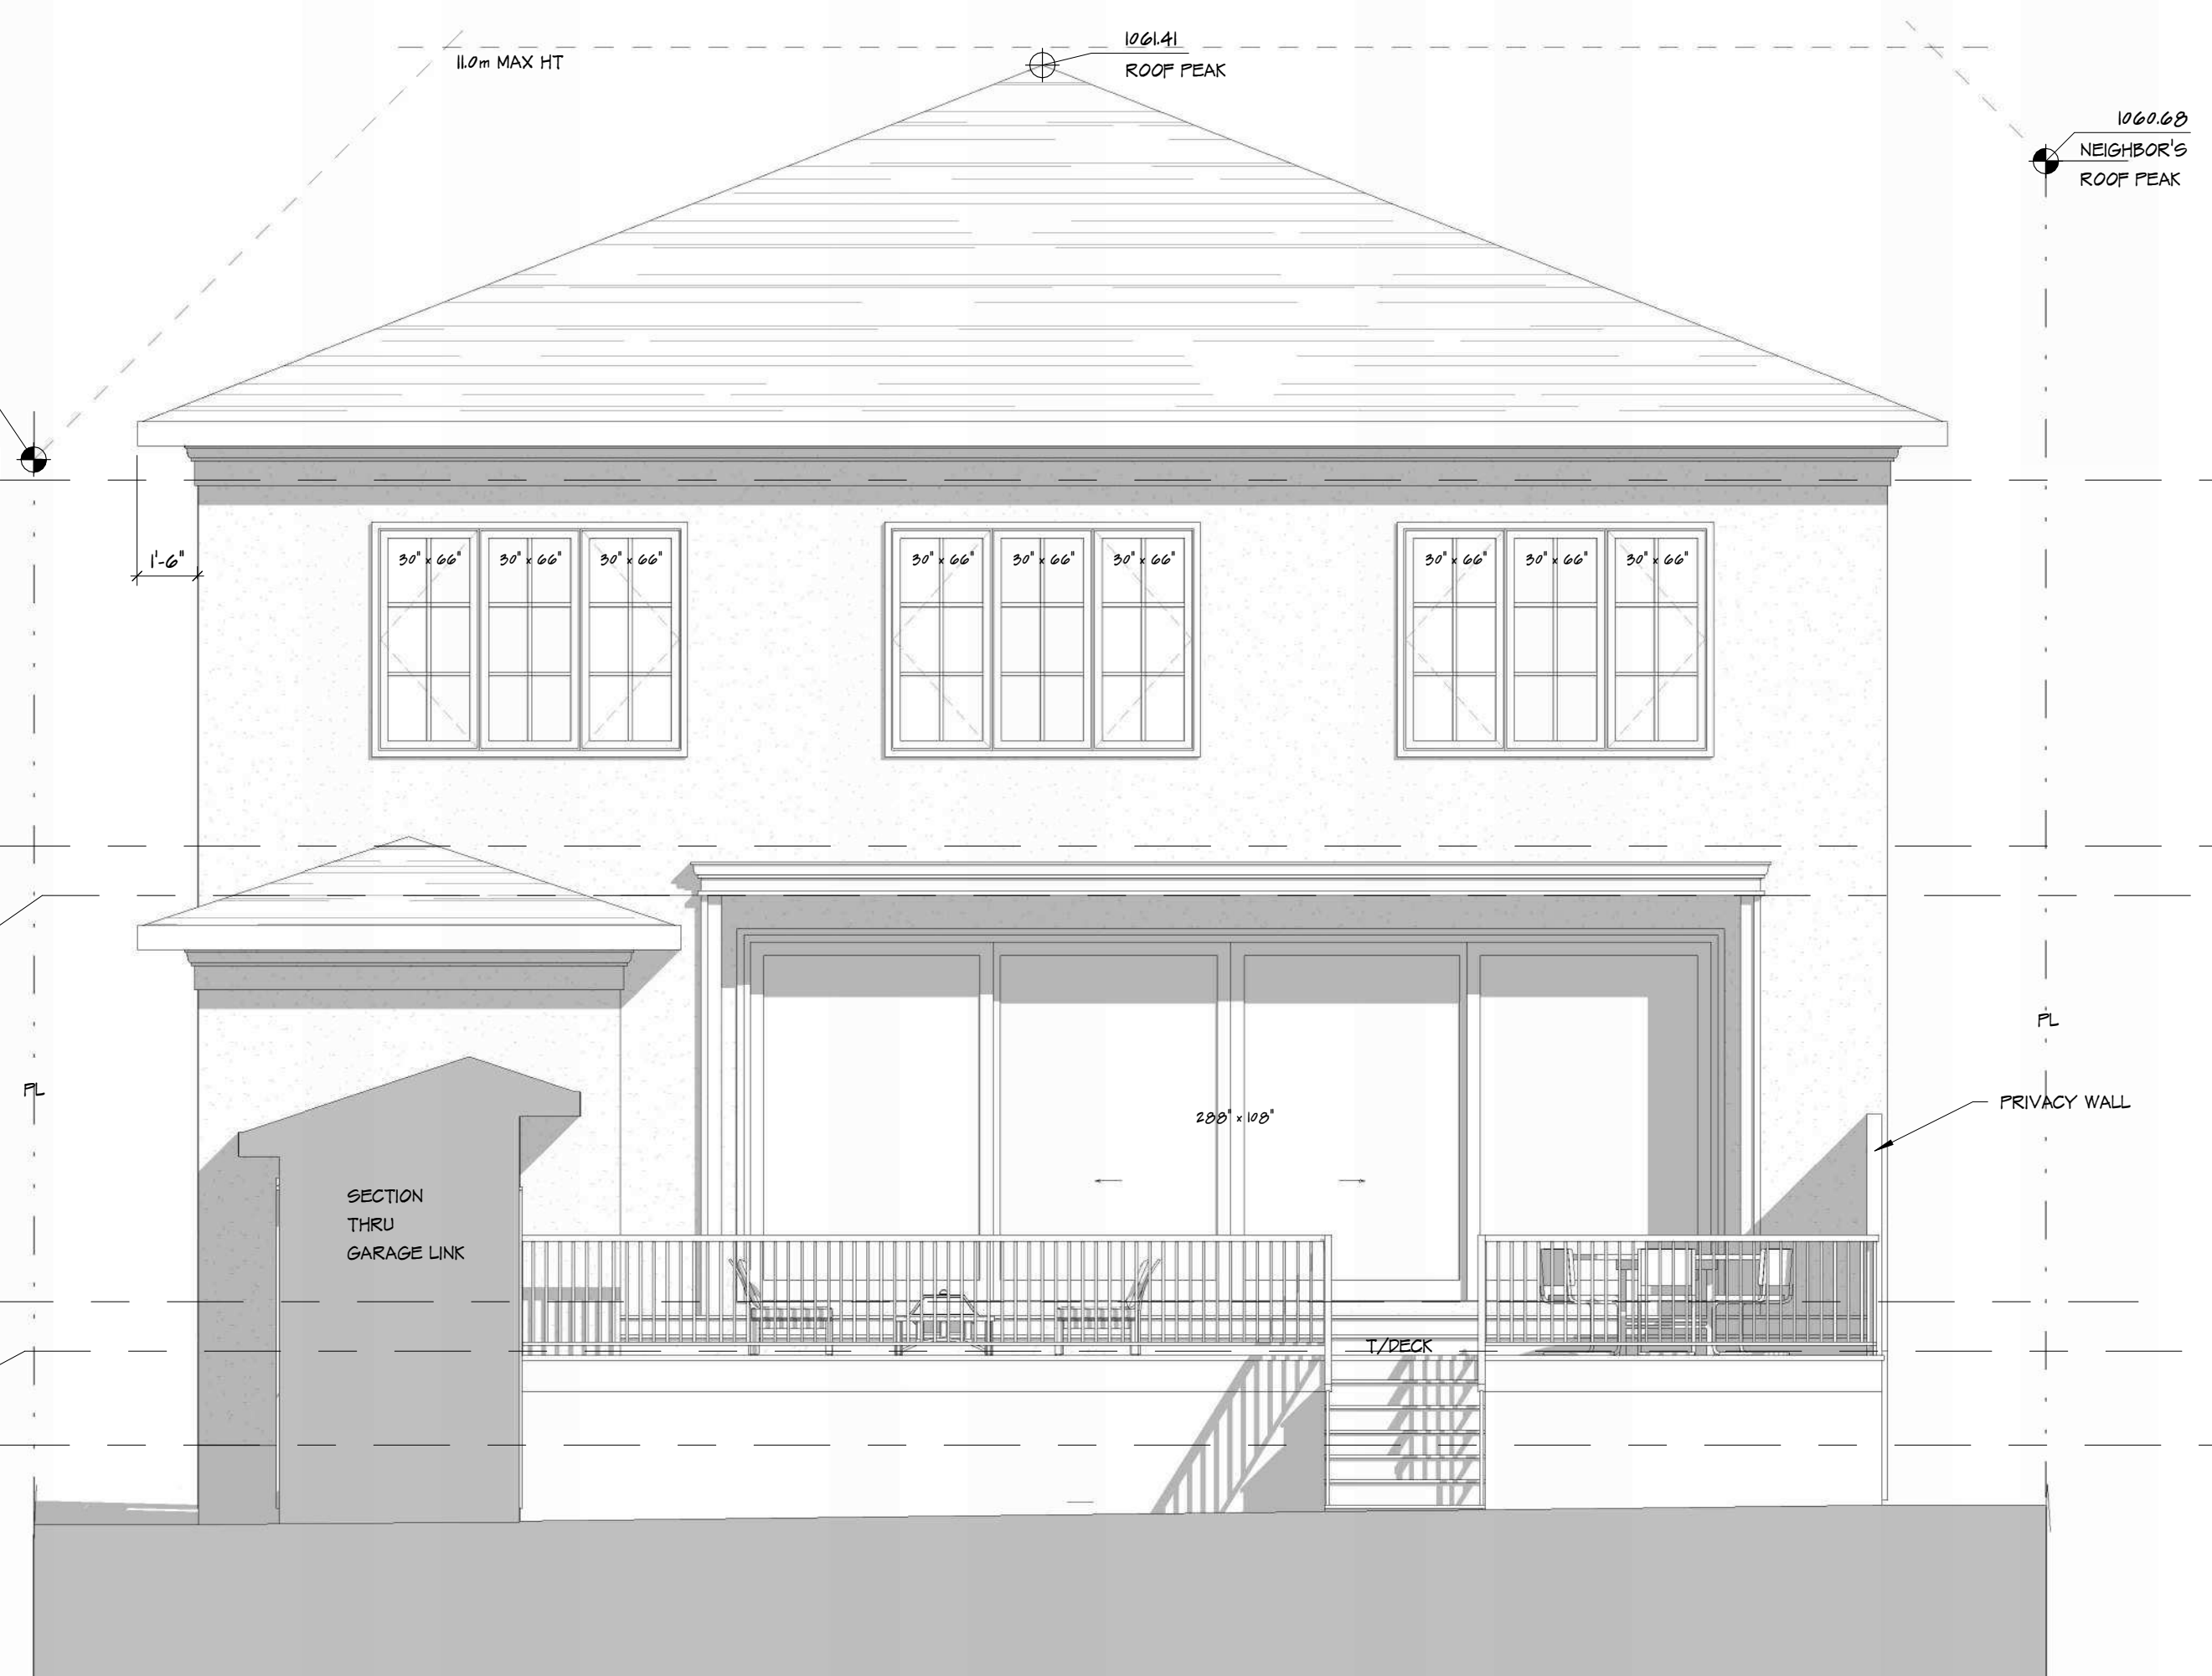 1061.41
11.0m MAX HT
ROOF PEAK
1060.68
NEIGHBOR'S
ROOF PEAK
1'-6"
30" x 66" 30" x 66" 30" x 66" 30" x 66" 30" x 66" 30" x 66" 30" x 66" 30" x 66" 30" x 66"
PL
PL
PRIVACY WALL
288" x 108"
SECTION
THRU
GARAGE LINK
T/DECK